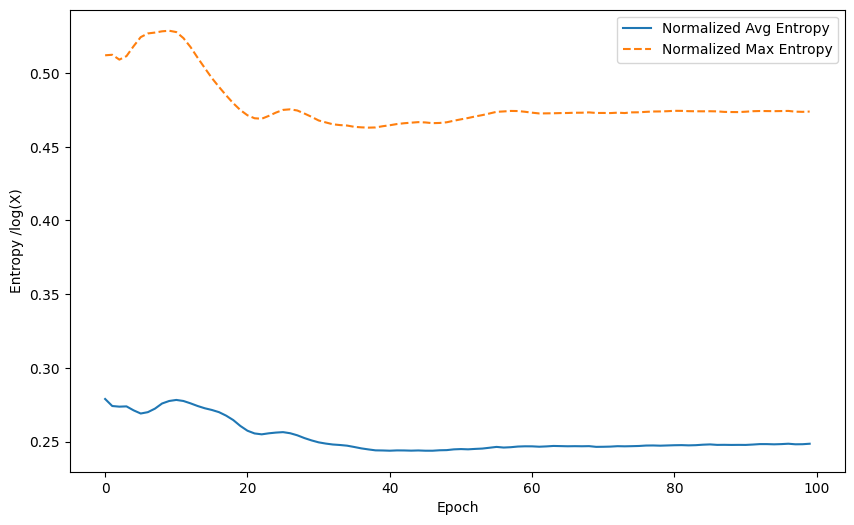 Normalized Avg Entropy
Normalized Max Entropy
0.50
0.45
0.40
0.35
0.30
0.25
Entropy /log(X)
0 20 40 60 80 100
Epoch